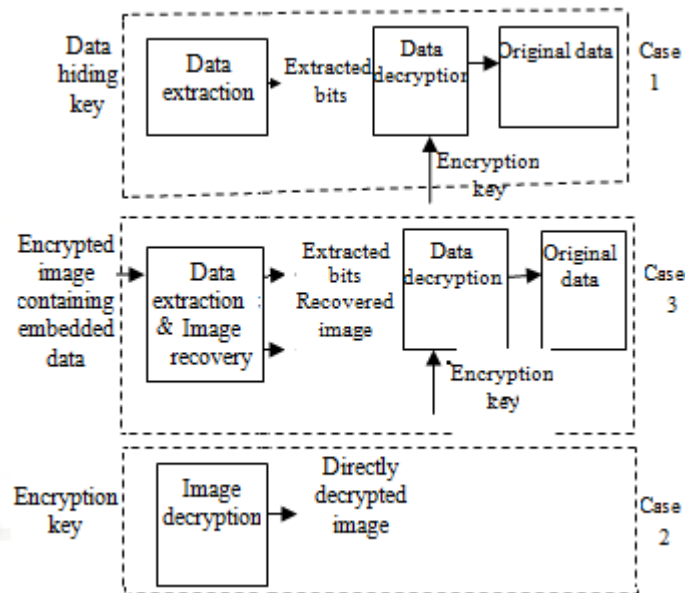 Data
hiding
key
Data
extraction
Extracted
bits
Data
decryption
Original data
Case
1
Encryption
key
Encrypted
image
containing
embedded
data
Data
extraction
& Image
recovery
Extracted
bits
Recovered
image
Data
decryption
Original
data
Case
3
Encryption
key
Encryption
key
Image
decryption
Directly
decrypted
image
Case
2